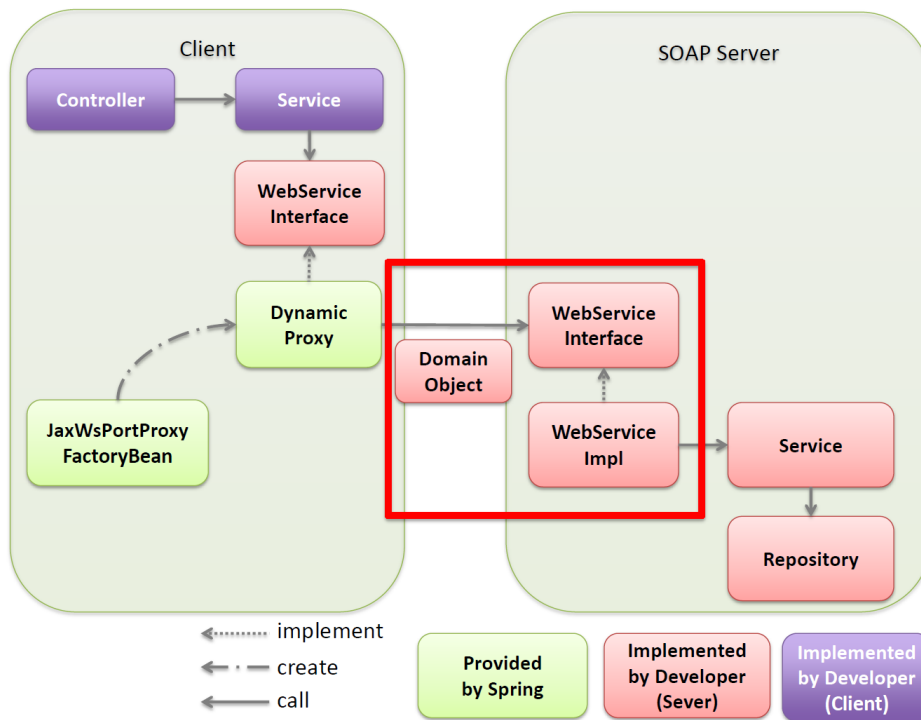 Client
SOAP Server
Controller
Service
WebService
Interface
Dynamic
Proxy
WebService
Interface
Domain
Object
JaxWsPortProxy
FactoryBean
WebService
Impl
Service
Repository
implement
create
call
Provided
by Spring
Implemented
by Developer
(Sever)
Implemented
by Developer
(Client)